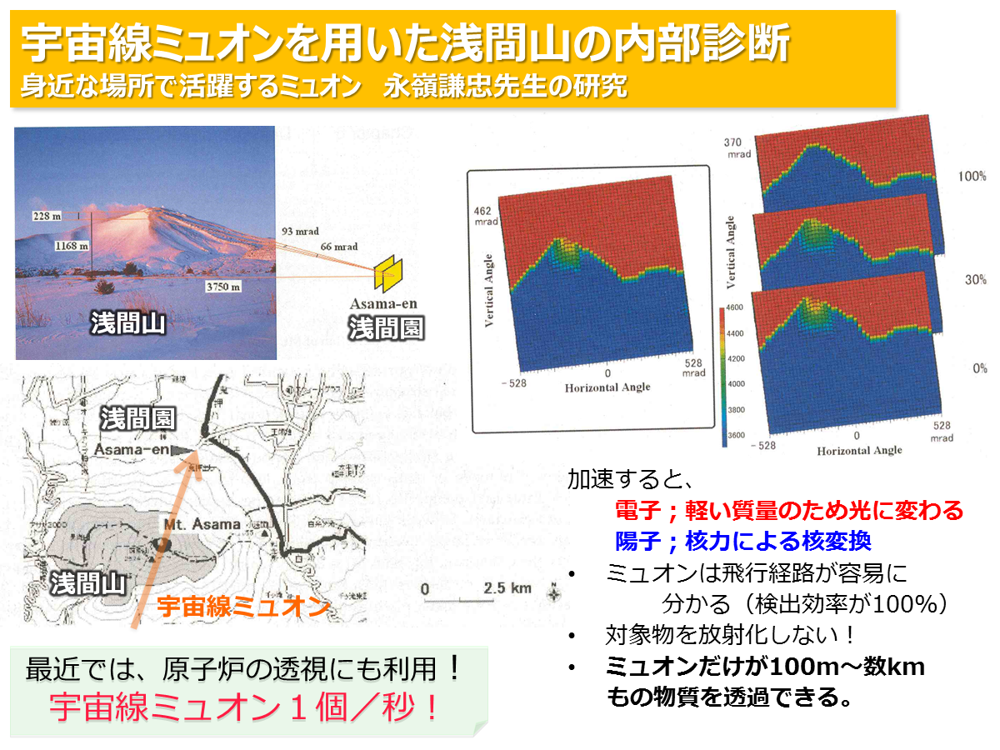 宇宙線ミュオンを用いた浅間山の内部診断
身近な場所で活躍するミュオン　永嶺謙忠先生の研究
228 m
1168 m
93 mrad
66 mrad
3750 m
Asama-en
浅間山
浅間園
462
mrad
Vertical Angle
－528
0
528
mrad
Horizontal Angle
370
mrad
100%
Vertical Angle
30%
4600
4400
4200
4000
3800
3600
0%
－528
0
528
mrad
Horizontal Angle
浅間園
Asama-en
Mt. Asama
浅間山
宇宙線ミュオン
0
2.5 km
N
加速すると、
電子；軽い質量のため光に変わる
陽子；核力による核変換
• ミュオンは飛行経路が容易に
分かる（検出効率が100％）
• 対象物を放射化しない！
• ミュオンだけが100m～数km
もの物質を透過できる。
最近では、原子炉の透視にも利用！
宇宙線ミュオン１個／秒！